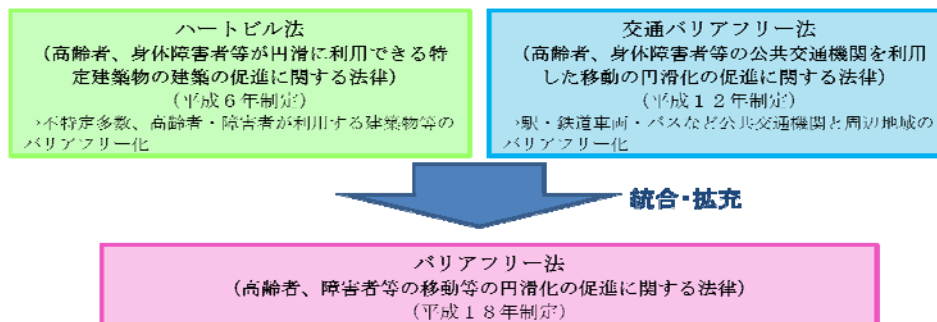 ハートビル法
（高齢者、身体障害者等が円滑に利用できる特
定建築物の建築の促進に関する法律）
（平成６年制定）
→不特定多数、高齢者・障害者が利用する建築物等の
バリアフリー化
交通バリアフリー法
（高齢者、身体障害者等の公共交通機関を利用
した移動の円滑化の促進に関する法律）
（平成１２年制定）
→駅・鉄道車両・バスなど公共交通機関と周辺地域の
バリアフリー化
統合・拡充
バリアフリー法
（高齢者、障害者等の移動等の円滑化の促進に関する法律）
（平成１８年制定）